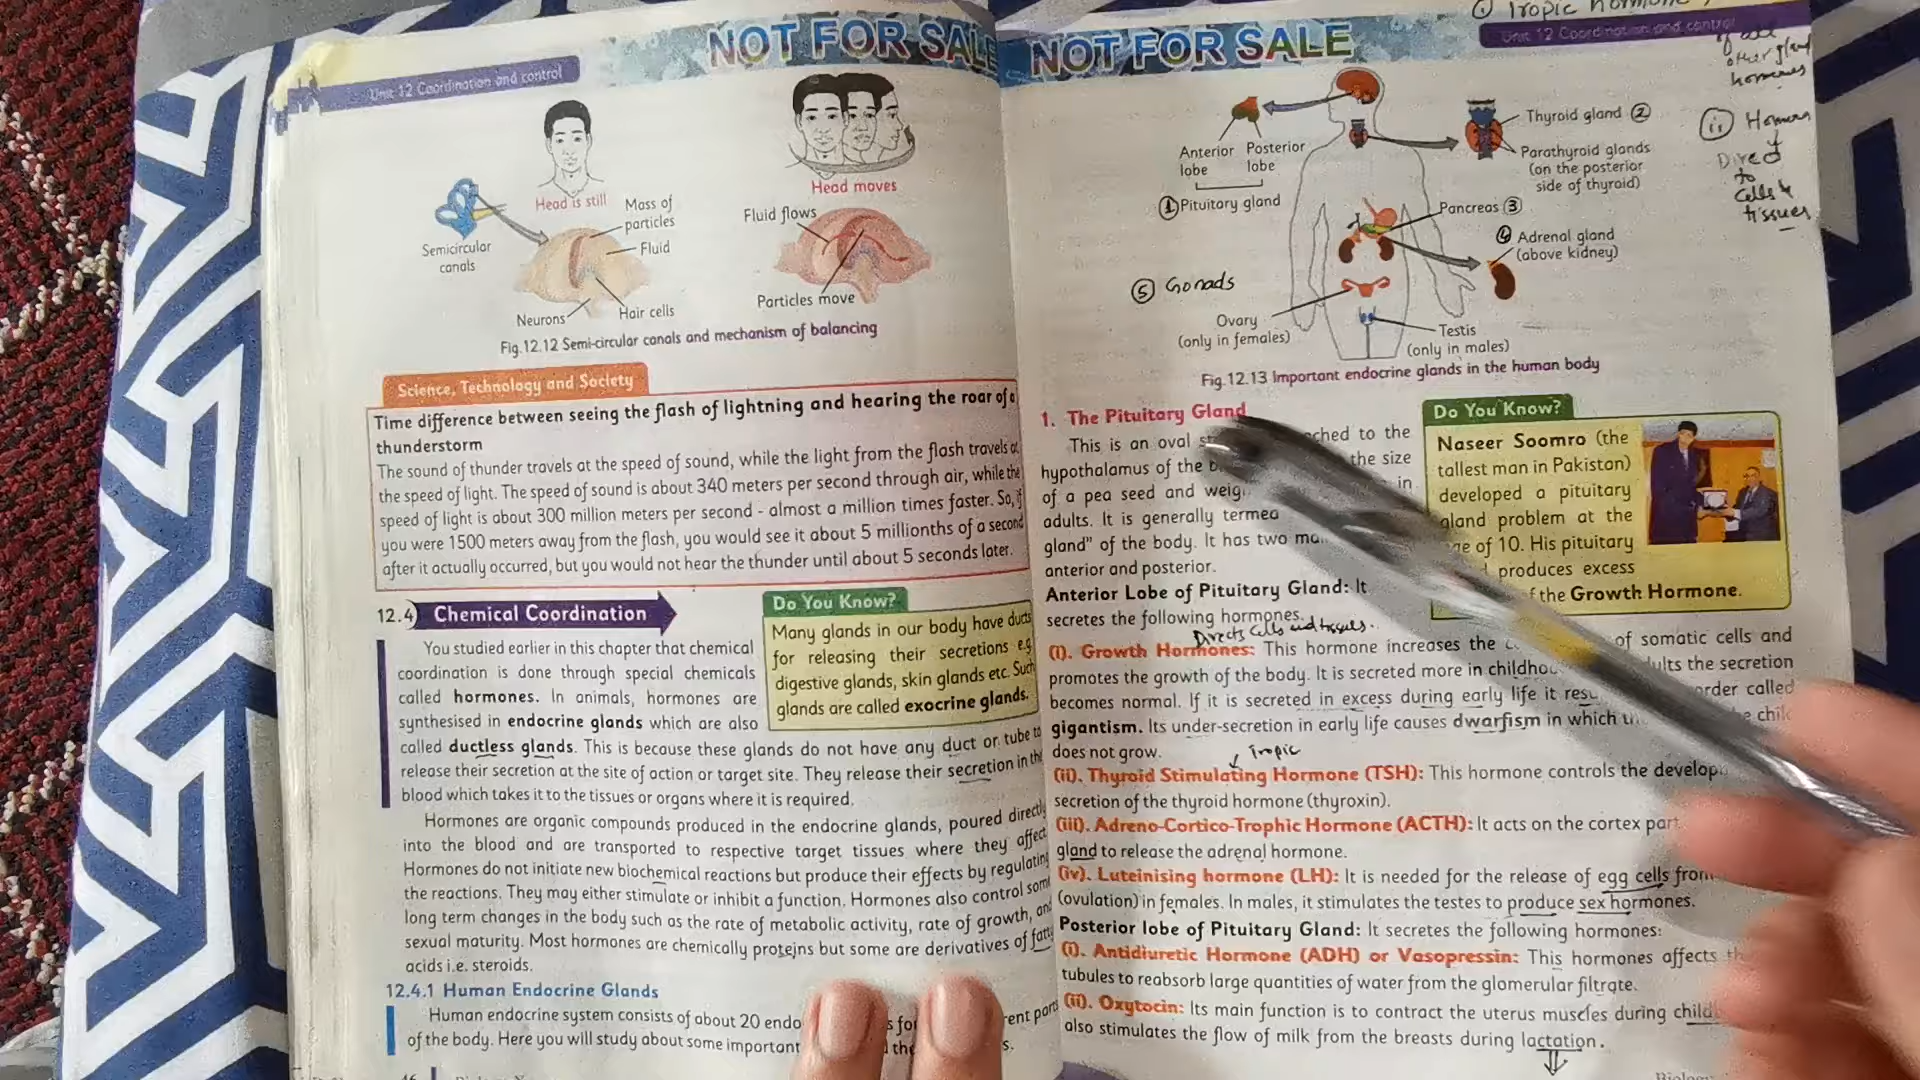 NOT FOR SALE
Unit 12 Coordination and control
Head is still
Head moves
Semicircular
canals
Mass of
particles
Fluid
Neurons
Hair cells
Fluid flows
Particles move
Fig.12.12 Semi-circular canals and mechanism of balancing
Science, Technology and Society
Time difference between seeing the flash of lightning and hearing the roar of a
thunderstorm
The sound of thunder travels at the speed of sound, while the light from the flash travels at
the speed of light. The speed of sound is about 340 meters per second through air, while the
speed of light is about 300 million meters per second - almost a million times faster. So, if
you were 1500 meters away from the flash, you would see it about 5 millionths of a second
after it actually occurred, but you would not hear the thunder until about 5 seconds later.
12.4 Chemical Coordination
You studied earlier in this chapter that chemical
coordination is done through special chemicals
called hormones. In animals, hormones are
synthesised in endocrine glands which are also
called ductless glands. This is because these glands do not have any duct or tube to
release their secretion at the site of action or target site. They release their secretion in the
blood which takes it to the tissues or organs where it is required.
Do You Know?
Many glands in our body have ducts
for releasing their secretions e.g
digestive glands, skin glands etc. Such
glands are called exocrine glands.
Hormones are organic compounds produced in the endocrine glands, poured directly
into the blood and are transported to respective target tissues where they affect
Hormones do not initiate new biochemical reactions but produce their effects by regulating
the reactions. They may either stimulate or inhibit a function. Hormones also control some
long term changes in the body such as the rate of metabolic activity, rate of growth, and
sexual maturity. Most hormones are chemically proteins but some are derivatives of fatty
acids i.e. steroids.
12.4.1 Human Endocrine Glands
Human endocrine system consists of about 20 endo
of the body. Here you will study about some important
NOT FOR SALE
① Tropic hormone
Unit 12 Coordination and control
other gland
hormones
Direct
to
Cells &
tissues
Anterior
lobe
Posterior
lobe
① Pituitary gland
Thyroid gland ②
Parathyroid glands
(on the posterior
side of thyroid)
Pancreas ③
④ Adrenal gland
(above kidney)
⑤ Gonads
Ovary
(only in females)
Testis
(only in males)
Fig.12.13 Important endocrine glands in the human body
1. The Pituitary Gland
This is an oval ched to the
hypothalamus of the the size
of a pea seed and weig in
adults. It is generally termed
gland" of the body. It has two
anterior and posterior.
Do You Know?
Naseer Soomro (the
tallest man in Pakistan)
developed a pituitary
gland problem at the
of 10. His pituitary
produces excess
the Growth Hormone.
Anterior Lobe of Pituitary Gland: It
secretes the following hormones.
Directs Cells and tissues.
(i). Growth Hormones: This hormone increases the of somatic cells and
promotes the growth of the body. It is secreted more in childhoo ults the secretion
becomes normal. If it is secreted in excess during early life it res order called
gigantism. Its under-secretion in early life causes dwarfism in which child
does not grow.
Tropic
(ii). Thyroid Stimulating Hormone (TSH): This hormone controls the develop
secretion of the thyroid hormone (thyroxin).
(iii). Adreno-Cortico-Trophic Hormone (ACTH): It acts on the cortex part
gland to release the adrenal hormone.
(iv). Luteinising hormone (LH): It is needed for the release of egg cells from
(ovulation) in females. In males, it stimulates the testes to produce sex hormones.
Posterior lobe of Pituitary Gland: It secretes the following hormones:
(i). Antidiuretic Hormone (ADH) or Vasopressin: This hormones affects
tubules to reabsorb large quantities of water from the glomerular filtrate.
(ii). Oxytocin: Its main function is to contract the uterus muscles during child
also stimulates the flow of milk from the breasts during lactation.